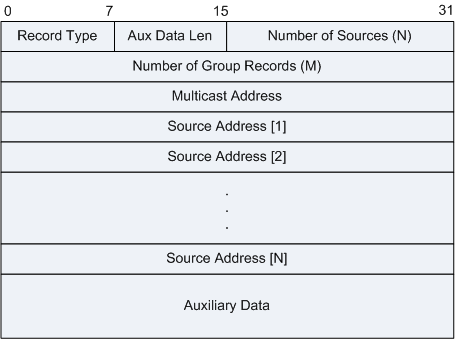 0 7 15 31
Record Type Aux Data Len Number of Sources (N)
Number of Group Records (M)
Multicast Address
Source Address [1]
Source Address [2]
.
.
.
Source Address [N]
Auxiliary Data